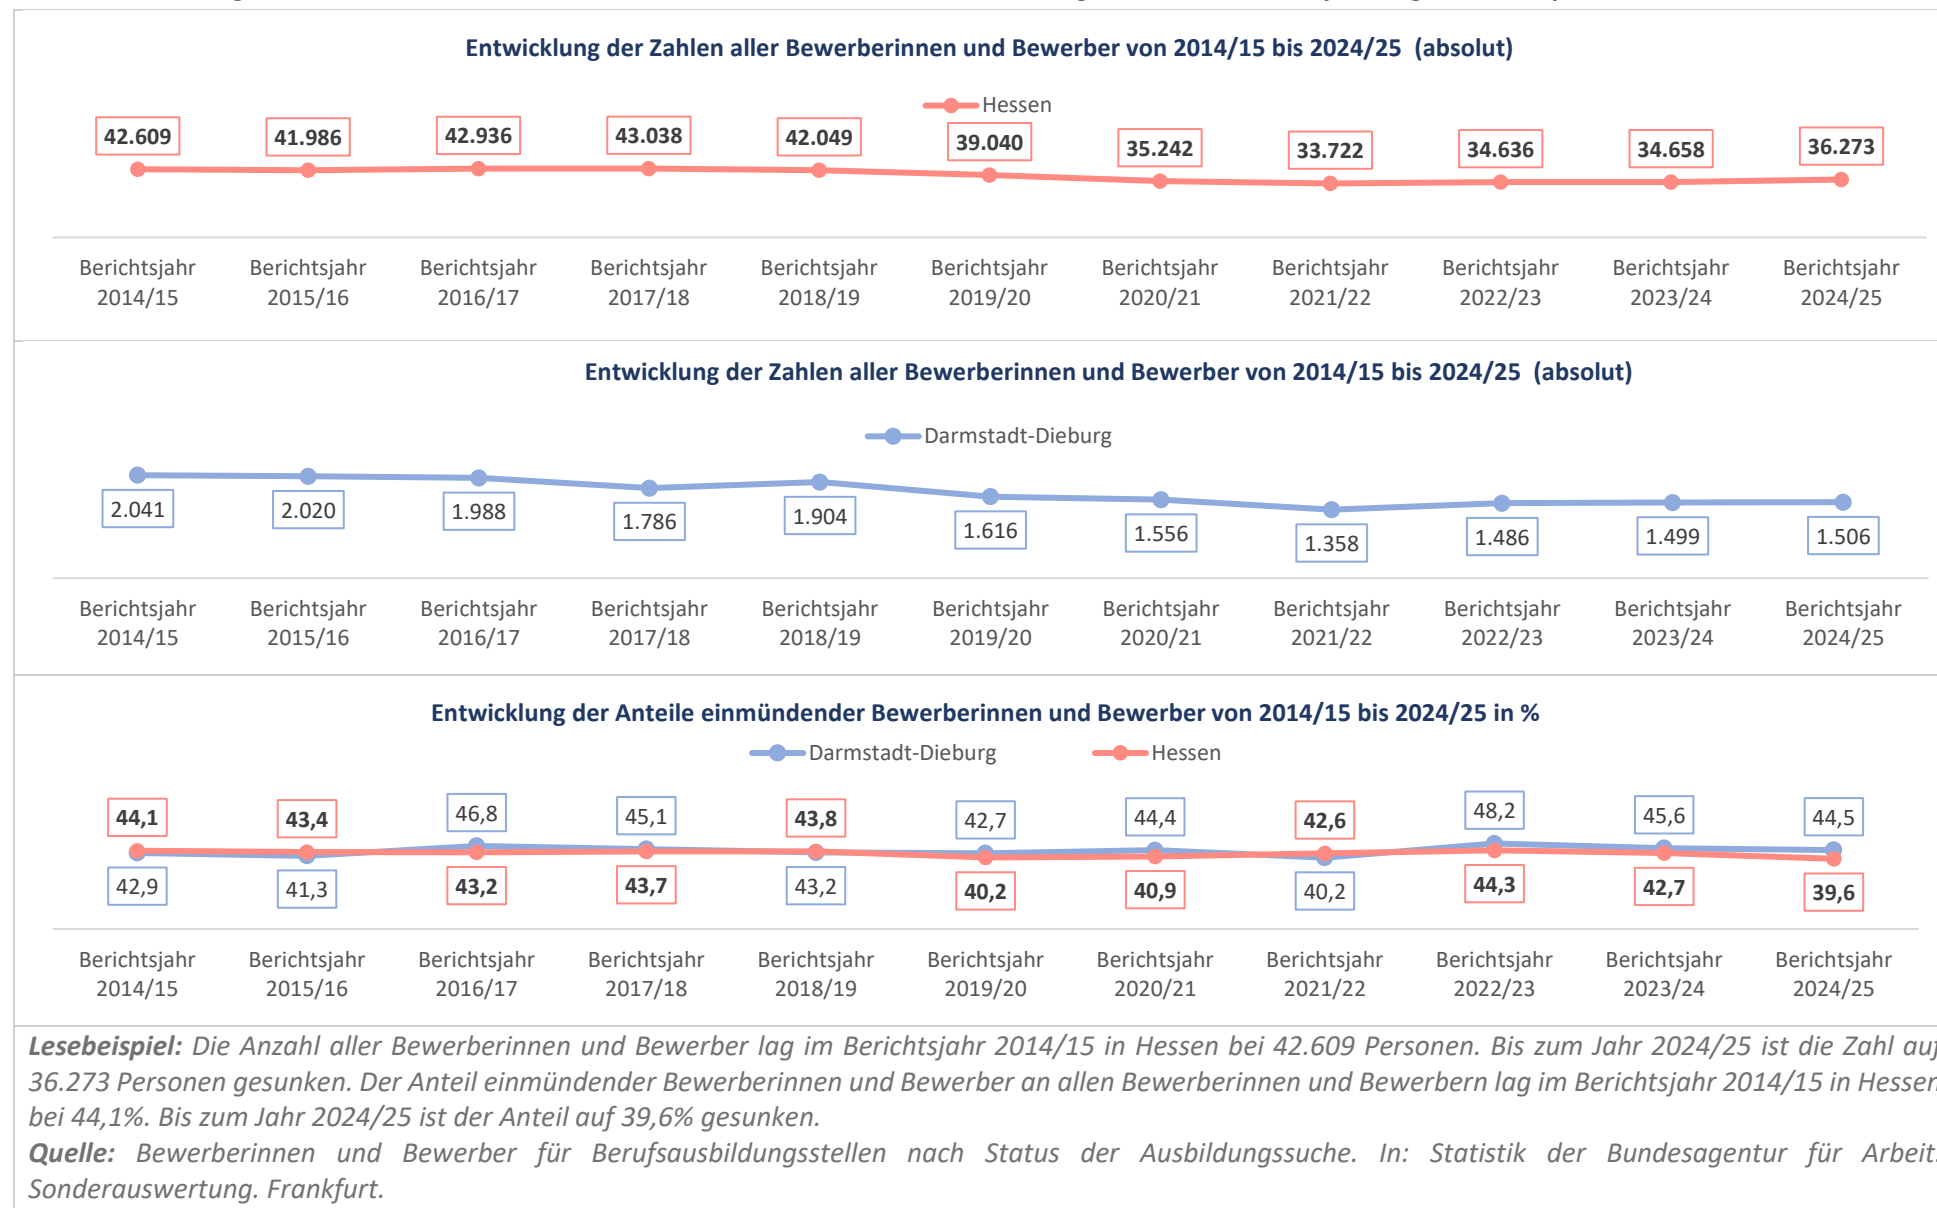 Entwicklung der Zahlen aller Bewerberinnen und Bewerber von 2014/15 bis 2024/25 (absolut)
Hessen
42.609 41.986 42.936 43.038 42.049 39.040 35.242 33.722 34.636 34.658 36.273
Berichtsjahr Berichtsjahr Berichtsjahr Berichtsjahr Berichtsjahr Berichtsjahr Berichtsjahr Berichtsjahr Berichtsjahr Berichtsjahr Berichtsjahr
2014/15 2015/16 2016/17 2017/18 2018/19 2019/20 2020/21 2021/22 2022/23 2023/24 2024/25
Entwicklung der Zahlen aller Bewerberinnen und Bewerber von 2014/15 bis 2024/25 (absolut)
Darmstadt-Dieburg
2.041 2.020 1.988 1.786 1.904 1.616 1.556 1.358 1.486 1.499 1.506
Berichtsjahr Berichtsjahr Berichtsjahr Berichtsjahr Berichtsjahr Berichtsjahr Berichtsjahr Berichtsjahr Berichtsjahr Berichtsjahr Berichtsjahr
2014/15 2015/16 2016/17 2017/18 2018/19 2019/20 2020/21 2021/22 2022/23 2023/24 2024/25
Entwicklung der Anteile einmündender Bewerberinnen und Bewerber von 2014/15 bis 2024/25 in %
Darmstadt-Dieburg Hessen
44,1 43,4 46,8 45,1 43,8 42,7 44,4 42,6 48,2 45,6 44,5
42,9 41,3 43,2 43,7 43,2 40,2 40,9 40,2 44,3 42,7 39,6
Berichtsjahr Berichtsjahr Berichtsjahr Berichtsjahr Berichtsjahr Berichtsjahr Berichtsjahr Berichtsjahr Berichtsjahr Berichtsjahr Berichtsjahr
2014/15 2015/16 2016/17 2017/18 2018/19 2019/20 2020/21 2021/22 2022/23 2023/24 2024/25
Lesebeispiel: Die Anzahl aller Bewerberinnen und Bewerber lag im Berichtsjahr 2014/15 in Hessen bei 42.609 Personen. Bis zum Jahr 2024/25 ist die Zahl auf
36.273 Personen gesunken. Der Anteil einmündender Bewerberinnen und Bewerber an allen Bewerberinnen und Bewerbern lag im Berichtsjahr 2014/15 in Hessen
bei 44,1%. Bis zum Jahr 2024/25 ist der Anteil auf 39,6% gesunken.
Quelle: Bewerberinnen und Bewerber für Berufsausbildungsstellen nach Status der Ausbildungssuche. In: Statistik der Bundesagentur für Arbeit.
Sonderauswertung. Frankfurt.